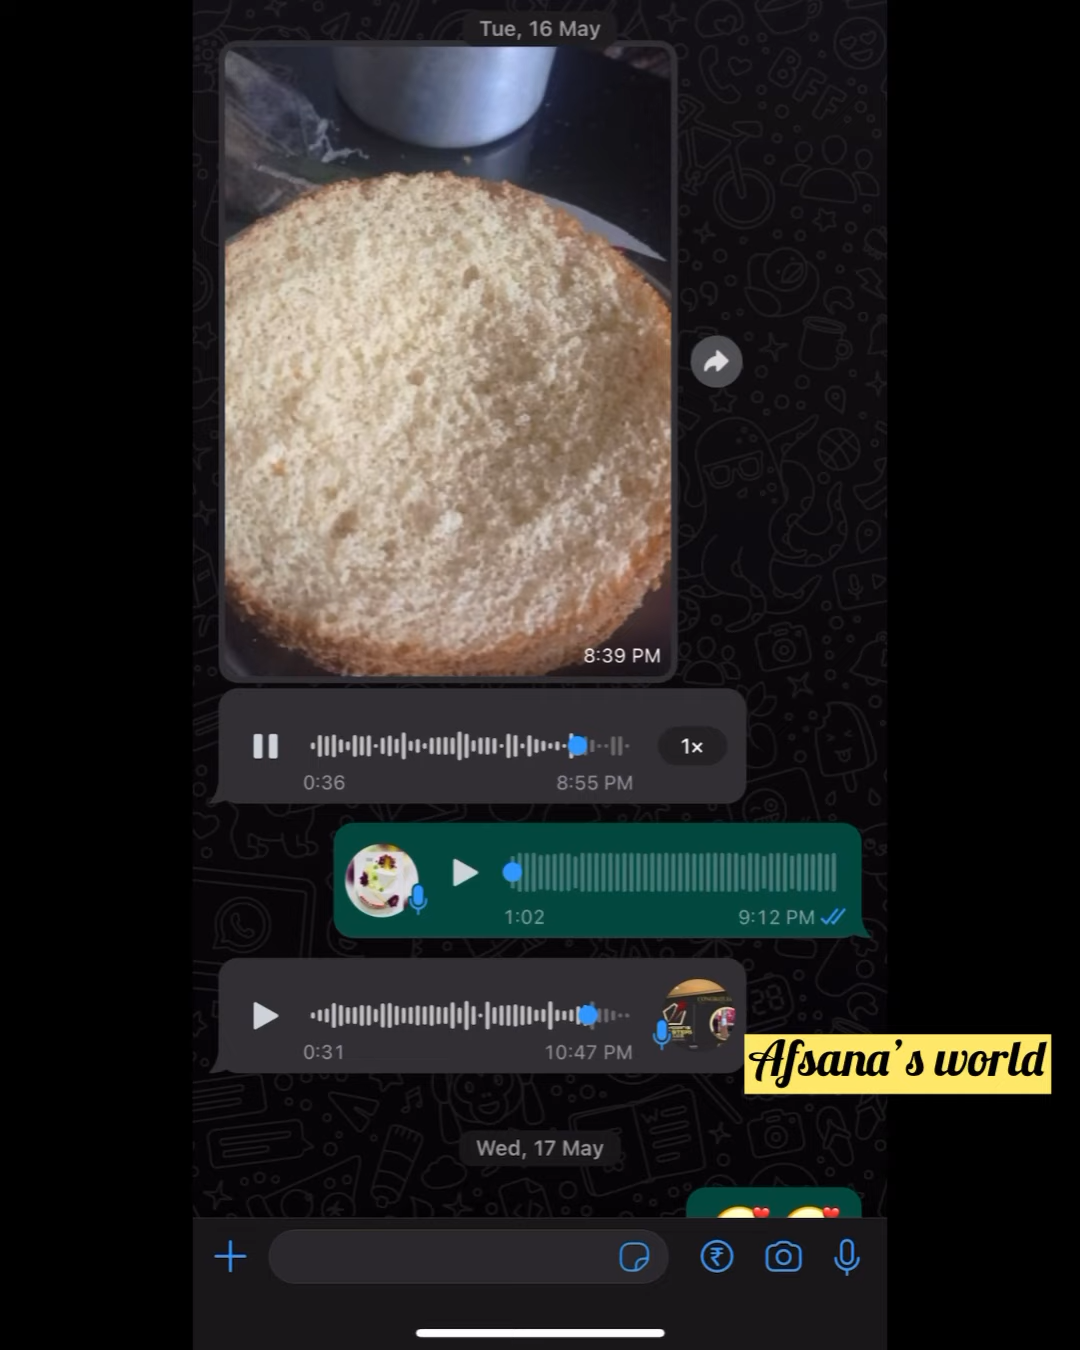 Tue, 16 May
8:39 PM
1x
0:36
8:55 PM
1:02
9:12 PM
0:31
10:47 PM
Afsana's world
Wed, 17 May